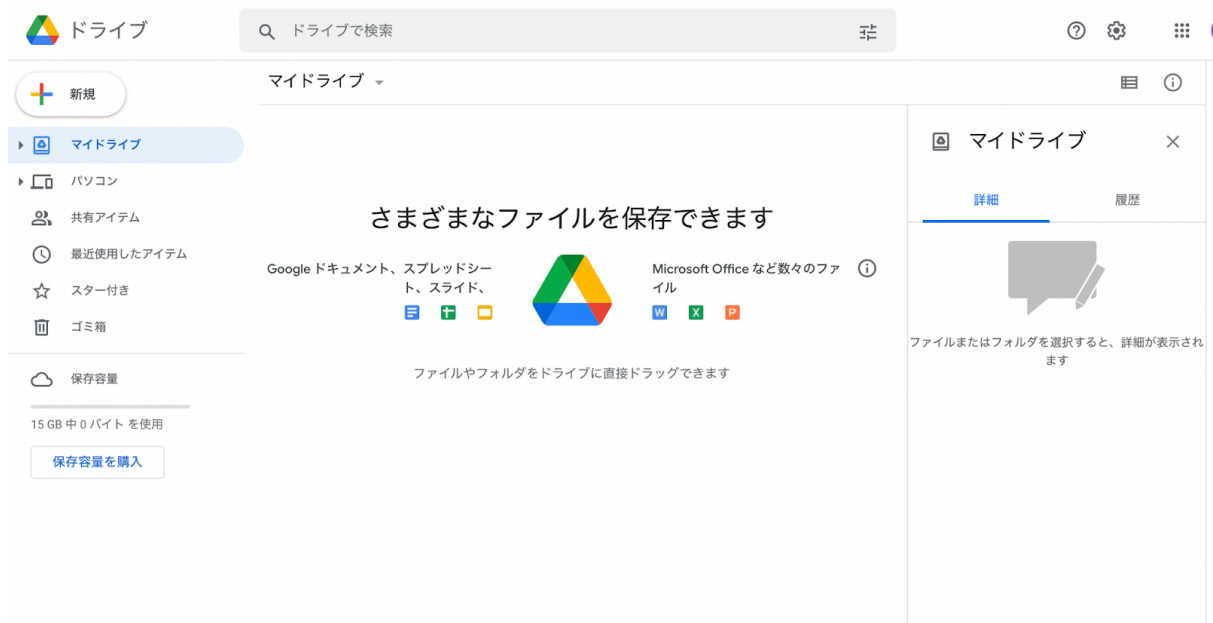 ドライブ
ドライブで検索
新規
マイドライブ
マイドライブ
パソコン
共有アイテム
最近使用したアイテム
スター付き
ゴミ箱
保存容量
15 GB 中 0 バイト を使用
保存容量を購入
さまざまなファイルを保存できます
Google ドキュメント、スプレッドシー
ト、スライド、
Microsoft Office など数々のファ
イル
W X P
ファイルやフォルダをドライブに直接ドラッグできます
マイドライブ
詳細
履歴
ファイルまたはフォルダを選択すると、詳細が表示され
ます